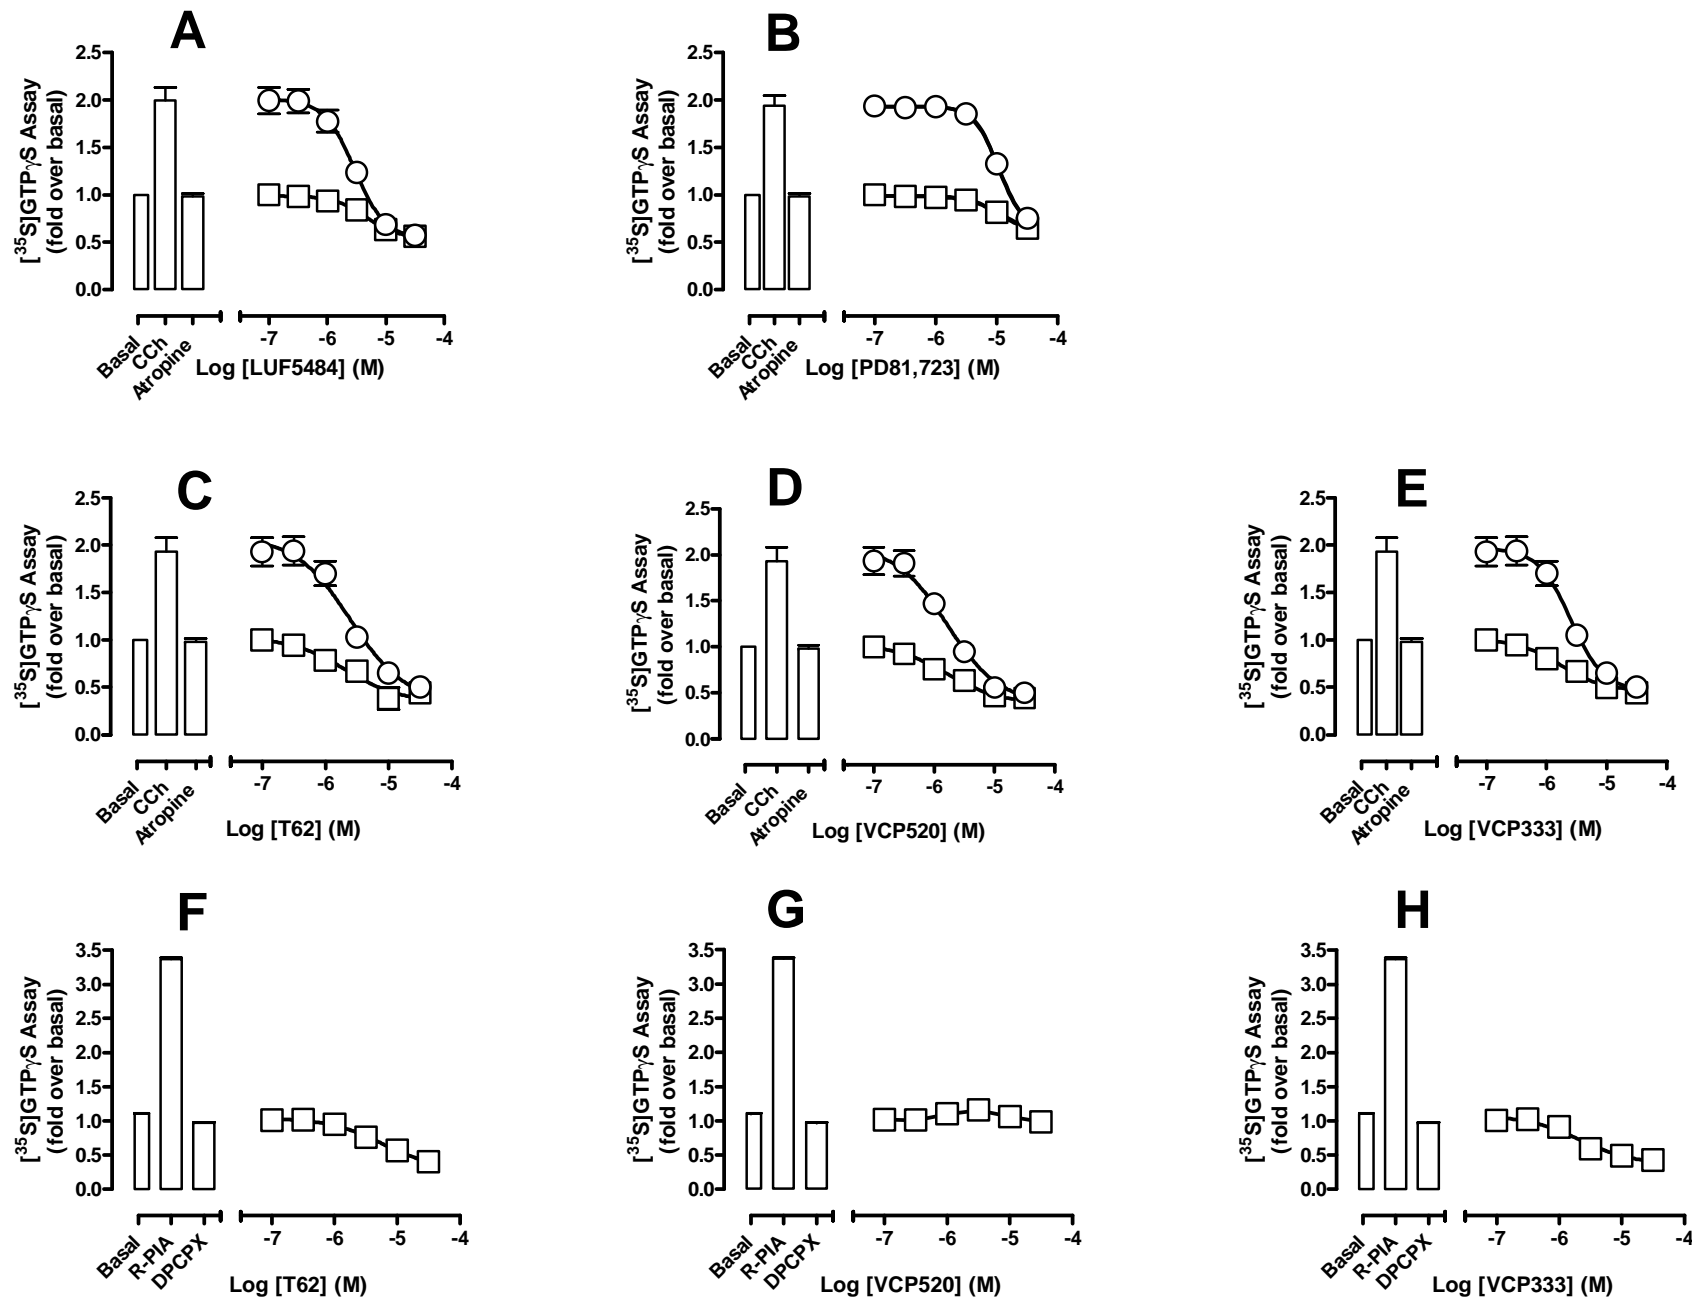 A
[35S]GTPγS Assay
(fold over basal)
2.5
2.0
1.5
1.0
0.5
0.0
Basal
CCh
Atropine
-7
-6
-5
-4
Log [LUF5484] (M)
B
[35S]GTPγS Assay
(fold over basal)
2.5
2.0
1.5
1.0
0.5
0.0
Basal
CCh
Atropine
-7
-6
-5
-4
Log [PD81,723] (M)
C
[35S]GTPγS Assay
(fold over basal)
2.5
2.0
1.5
1.0
0.5
0.0
Basal
CCh
Atropine
-7
-6
-5
-4
Log [T62] (M)
D
[35S]GTPγS Assay
(fold over basal)
2.5
2.0
1.5
1.0
0.5
0.0
Basal
CCh
Atropine
-7
-6
-5
-4
Log [VCP520] (M)
E
[35S]GTPγS Assay
(fold over basal)
2.5
2.0
1.5
1.0
0.5
0.0
Basal
CCh
Atropine
-7
-6
-5
-4
Log [VCP333] (M)
F
[35S]GTPγS Assay
(fold over basal)
3.5
3.0
2.5
2.0
1.5
1.0
0.5
0.0
Basal
R-PIA
DPCPX
-7
-6
-5
-4
Log [T62] (M)
G
[35S]GTPγS Assay
(fold over basal)
3.5
3.0
2.5
2.0
1.5
1.0
0.5
0.0
Basal
R-PIA
DPCPX
-7
-6
-5
-4
Log [VCP520] (M)
H
[35S]GTPγS Assay
(fold over basal)
3.5
3.0
2.5
2.0
1.5
1.0
0.5
0.0
Basal
R-PIA
DPCPX
-7
-6
-5
-4
Log [VCP333] (M)